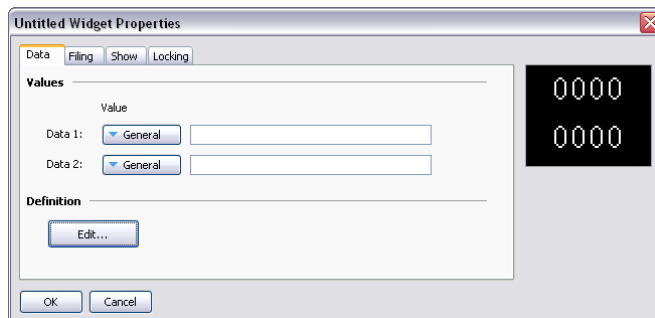 Untitled Widget Properties
Data Filing Show Locking
Values
Value
Data 1: General
Data 2: General
Definition
Edit...
OK Cancel
0000
0000